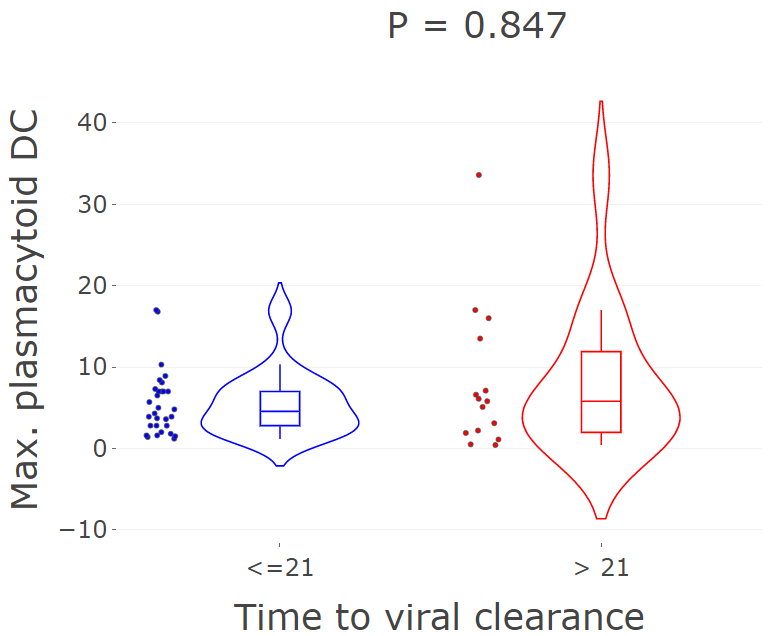 P = 0.847
Max. plasmacytoid DC
40
30
20
10
0
−10
<=21
> 21
Time to viral clearance